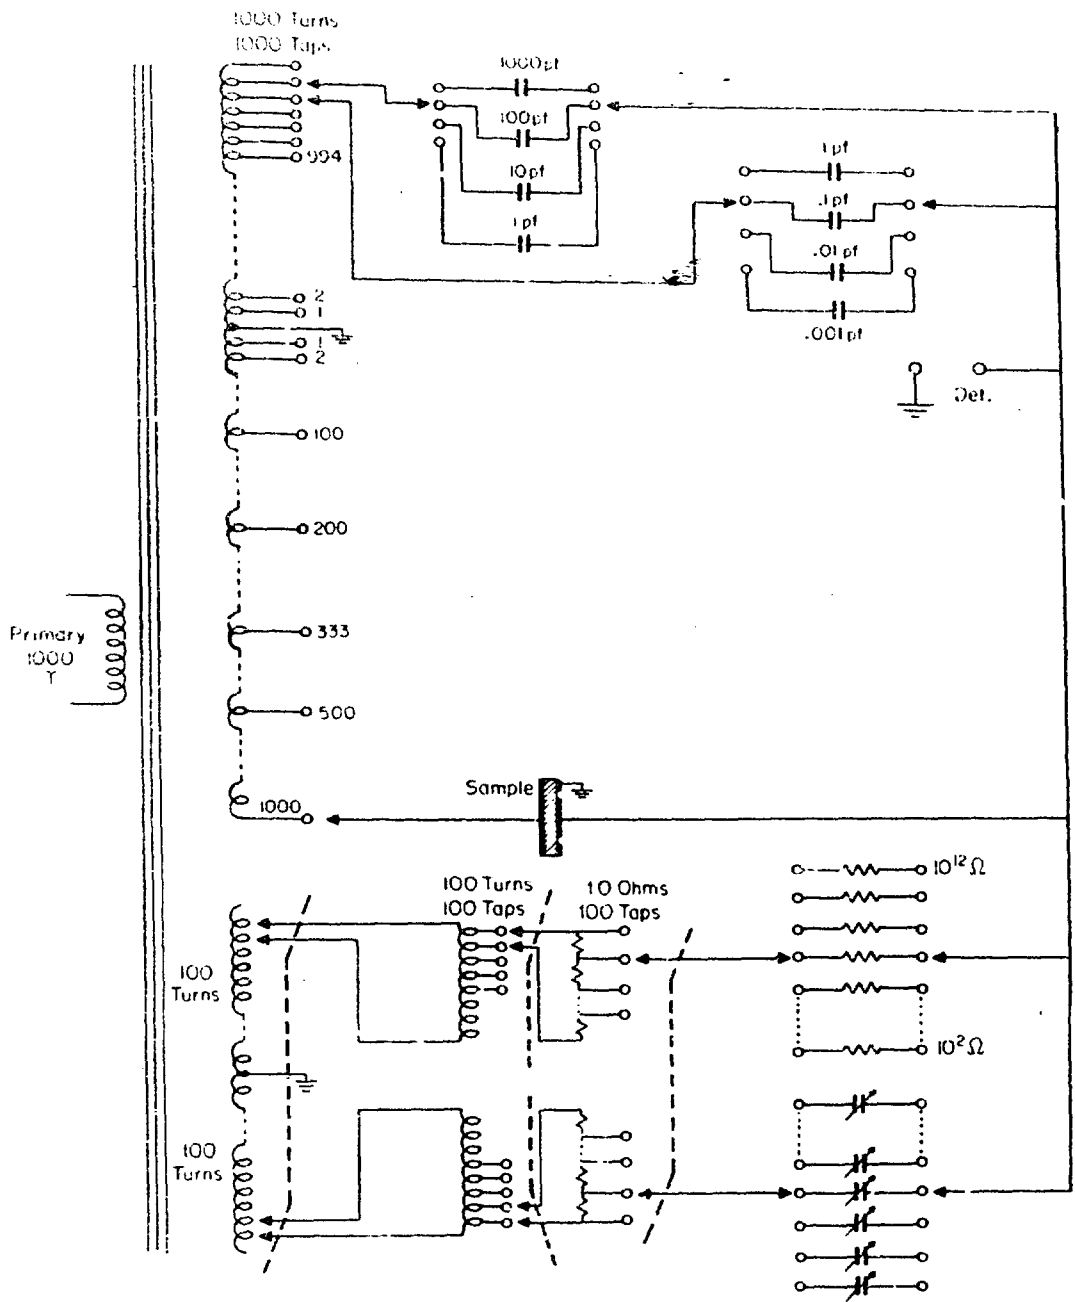 1000 Turns
1000 Taps
1000pf
100pf
10pf
1pf
994
1pf
.1pf
.01pf
.001pf
2
1
1
2
Det.
100
200
333
500
Primary
1000
T
1000
Sample
100 Turns
100 Taps
10 Ohms
100 Taps
10¹²Ω
100
Turns
10²Ω
100
Turns